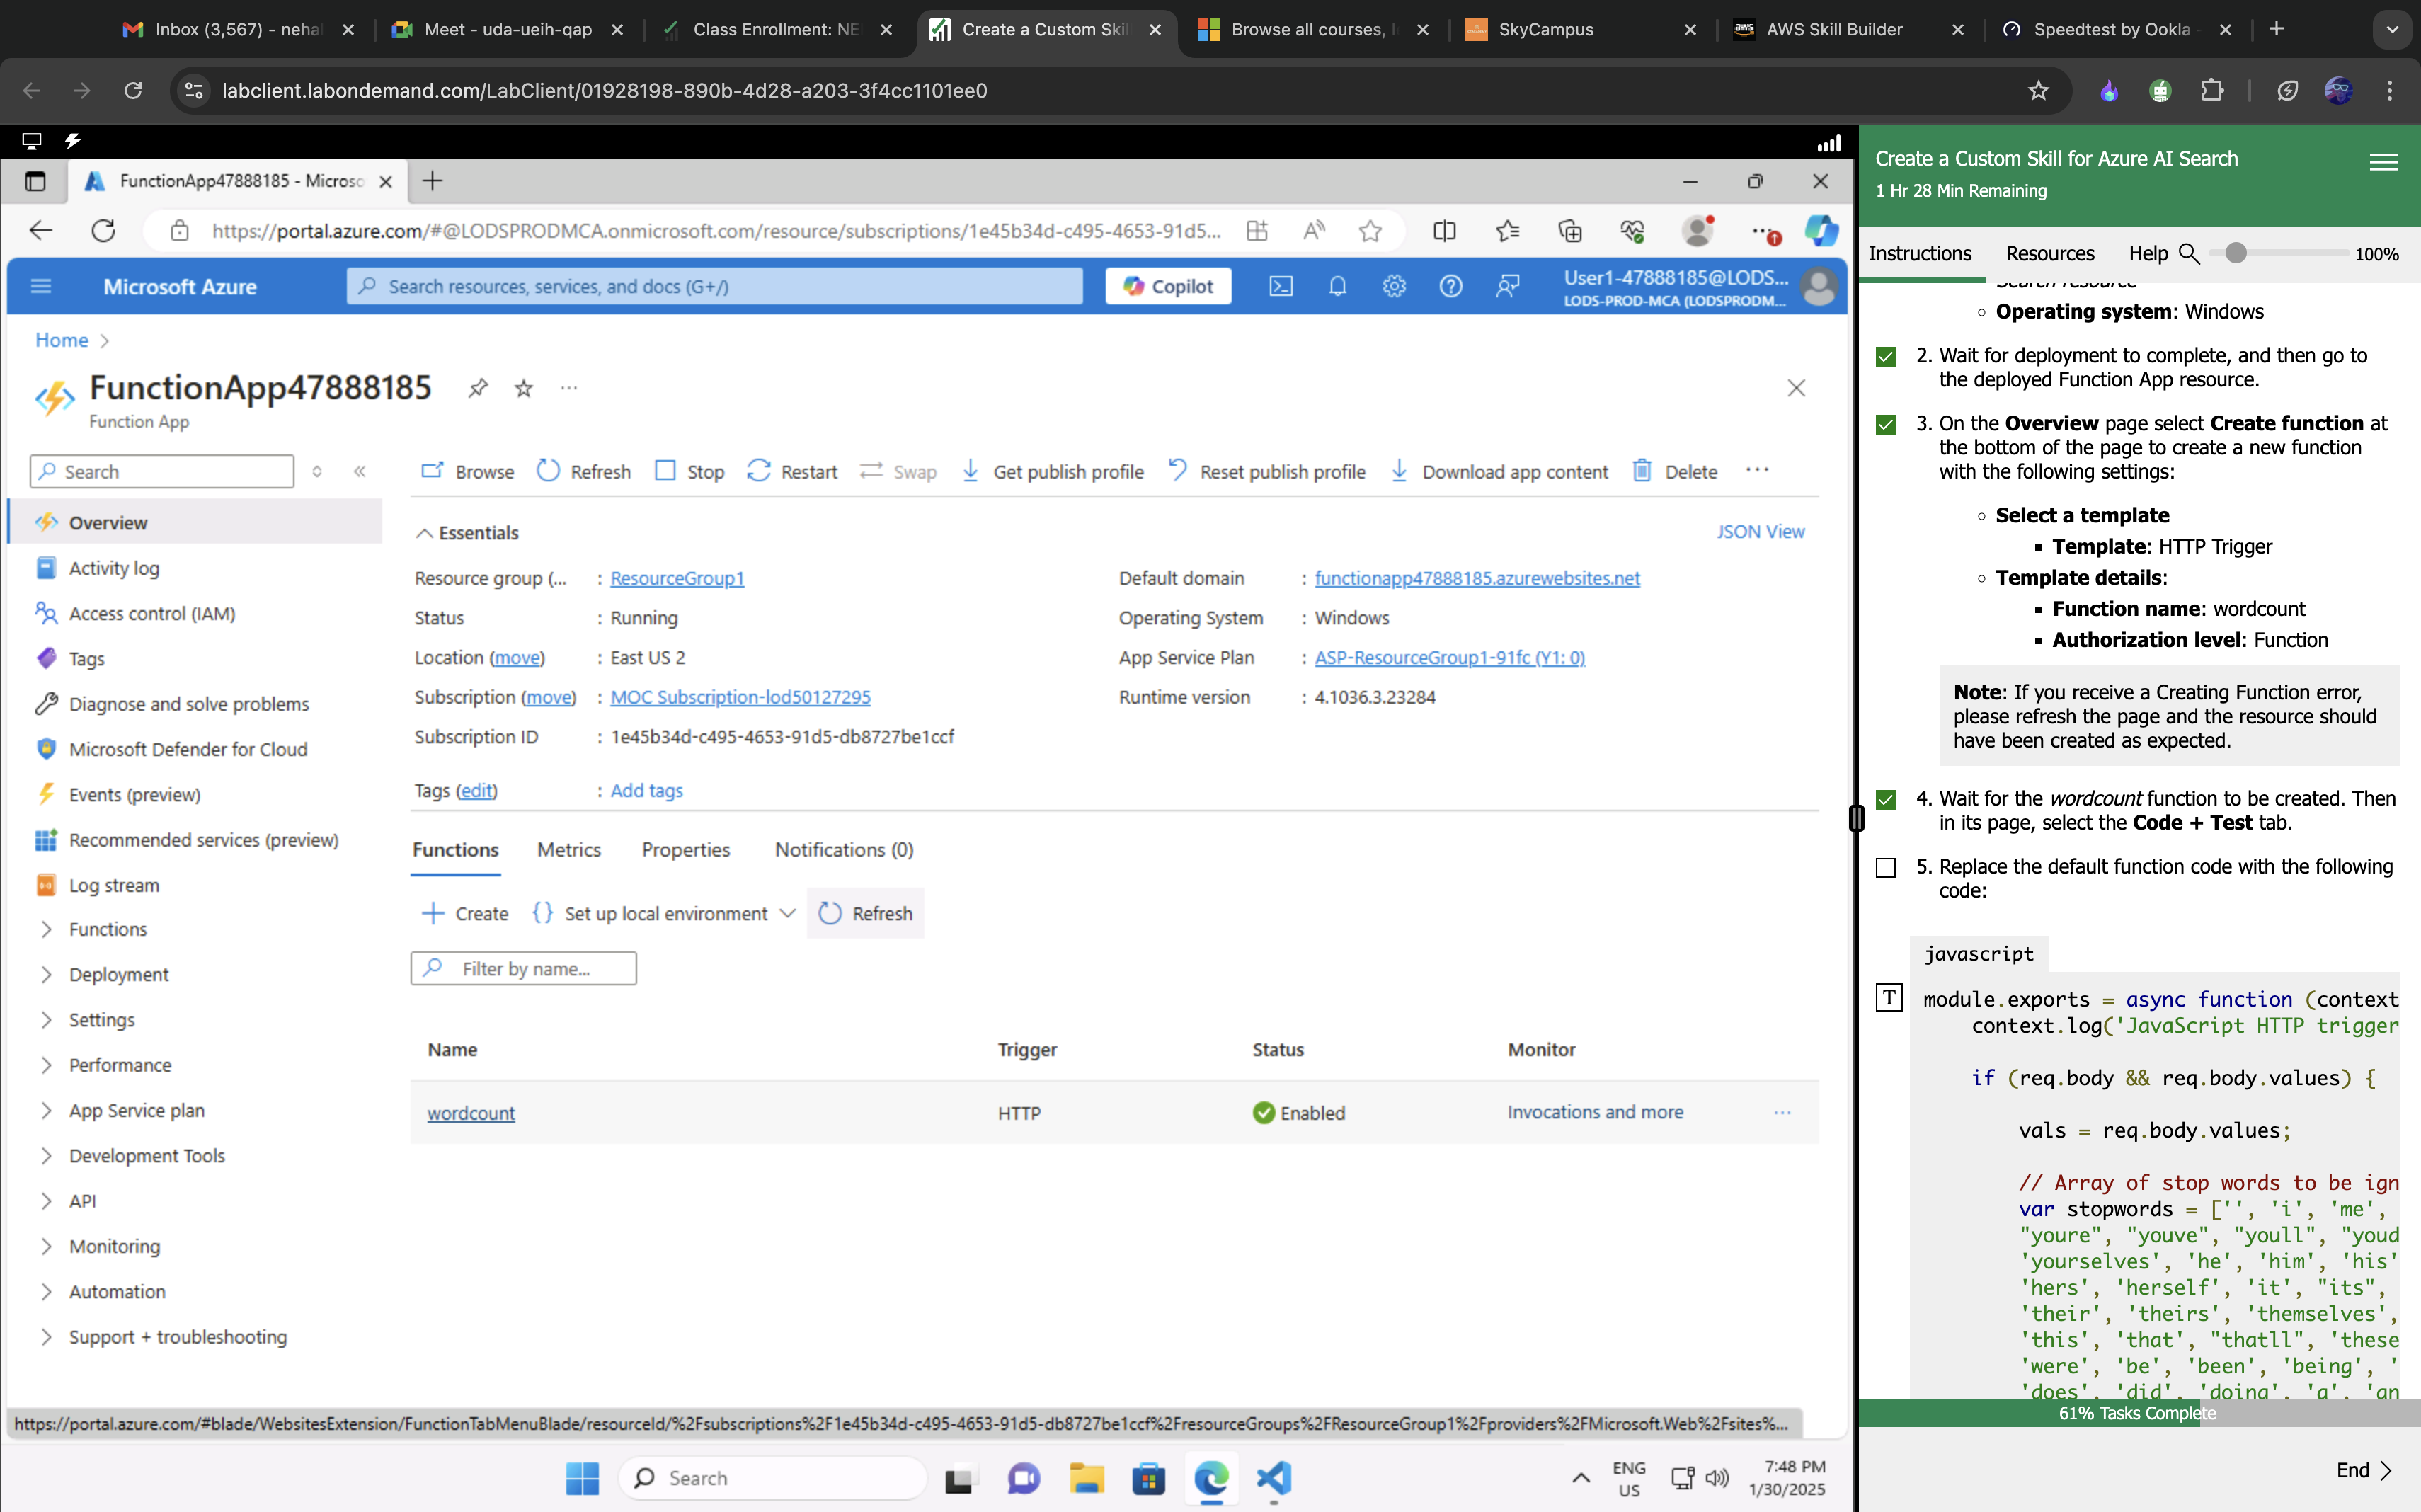 Inbox (3,567) - neha
Meet - uda-ueih-qap
Class Enrollment: NE
Create a Custom Skil
Browse all courses, l
SkyCampus
AWS Skill Builder
Speedtest by Ookla
labclient.labondemand.com/LabClient/01928198-890b-4d28-a203-3f4cc1101ee0
FunctionApp47888185 - Microso
https://portal.azure.com/#@LODSPRODMCA.onmicrosoft.com/resource/subscriptions/1e45b34d-c495-4653-91d5...
Microsoft Azure
Search resources, services, and docs (G+/)
Copilot
User1-47888185@LODS...
LODS-PROD-MCA (LODSPRODM...
Home
FunctionApp47888185
Function App
Search
Browse Refresh Stop Restart Swap Get publish profile Reset publish profile Download app content Delete
Overview
Activity log
Access control (IAM)
Tags
Diagnose and solve problems
Microsoft Defender for Cloud
Events (preview)
Recommended services (preview)
Log stream
Functions
Deployment
Settings
Performance
App Service plan
Development Tools
API
Monitoring
Automation
Support + troubleshooting
Essentials
JSON View
Resource group (... : ResourceGroup1
Status : Running
Location (move) : East US 2
Subscription (move) : MOC Subscription-lod50127295
Subscription ID : 1e45b34d-c495-4653-91d5-db8727be1ccf
Tags (edit) : Add tags
Default domain : functionapp47888185.azurewebsites.net
Operating System : Windows
App Service Plan : ASP-ResourceGroup1-91fc (Y1: 0)
Runtime version : 4.1036.3.23284
Functions Metrics Properties Notifications (0)
Create Set up local environment Refresh
Filter by name...
Name Trigger Status Monitor
wordcount HTTP Enabled Invocations and more
https://portal.azure.com/#blade/WebsitesExtension/FunctionTabMenuBlade/resourceId/%2Fsubscriptions%2F1e45b34d-c495-4653-91d5-db8727be1ccf%2FresourceGroups%2FResourceGroup1%2Fproviders%2FMicrosoft.Web%2Fsites%...
Search
ENG
US
7:48 PM
1/30/2025
Create a Custom Skill for Azure AI Search
1 Hr 28 Min Remaining
Instructions Resources Help 100%
Search resource
Operating system: Windows
2. Wait for deployment to complete, and then go to
the deployed Function App resource.
3. On the Overview page select Create function at
the bottom of the page to create a new function
with the following settings:
Select a template
Template: HTTP Trigger
Template details:
Function name: wordcount
Authorization level: Function
Note: If you receive a Creating Function error,
please refresh the page and the resource should
have been created as expected.
4. Wait for the wordcount function to be created. Then
in its page, select the Code + Test tab.
5. Replace the default function code with the following
code:
javascript
T
module.exports = async function (context
context.log('JavaScript HTTP trigger
if (req.body && req.body.values) {
vals = req.body.values;
// Array of stop words to be ign
var stopwords = ['', 'i', 'me',
"youre", "youve", "youll", "youd
'yourselves', 'he', 'him', 'his'
'hers', 'herself', 'it', "its",
'their', 'theirs', 'themselves',
'this', 'that', "thatll", 'these
'were', 'be', 'been', 'being', '
'does', 'did', 'doing', 'a', 'an
61% Tasks Complete
End